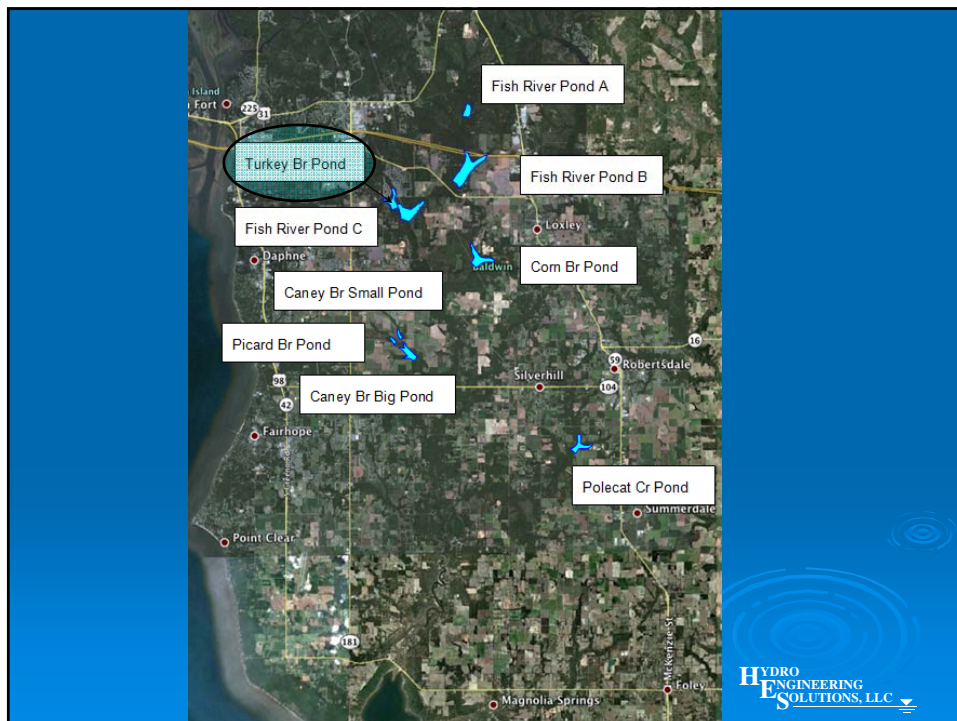 Fish River Pond A
Island
Fort
225
31
Turkey Br Pond
Fish River Pond B
Fish River Pond C
Loxley
Daphne
Baldwin
Corn Br Pond
Caney Br Small Pond
Picard Br Pond
16
59
Robertsdale
98
Silverhill
104
Caney Br Big Pond
42
Fairhope
Polecat Cr Pond
Summerdale
Point Clear
181
McKenzie St
Foley
Magnolia Springs
HYDRO
ENGINEERING
SOLUTIONS, LLC